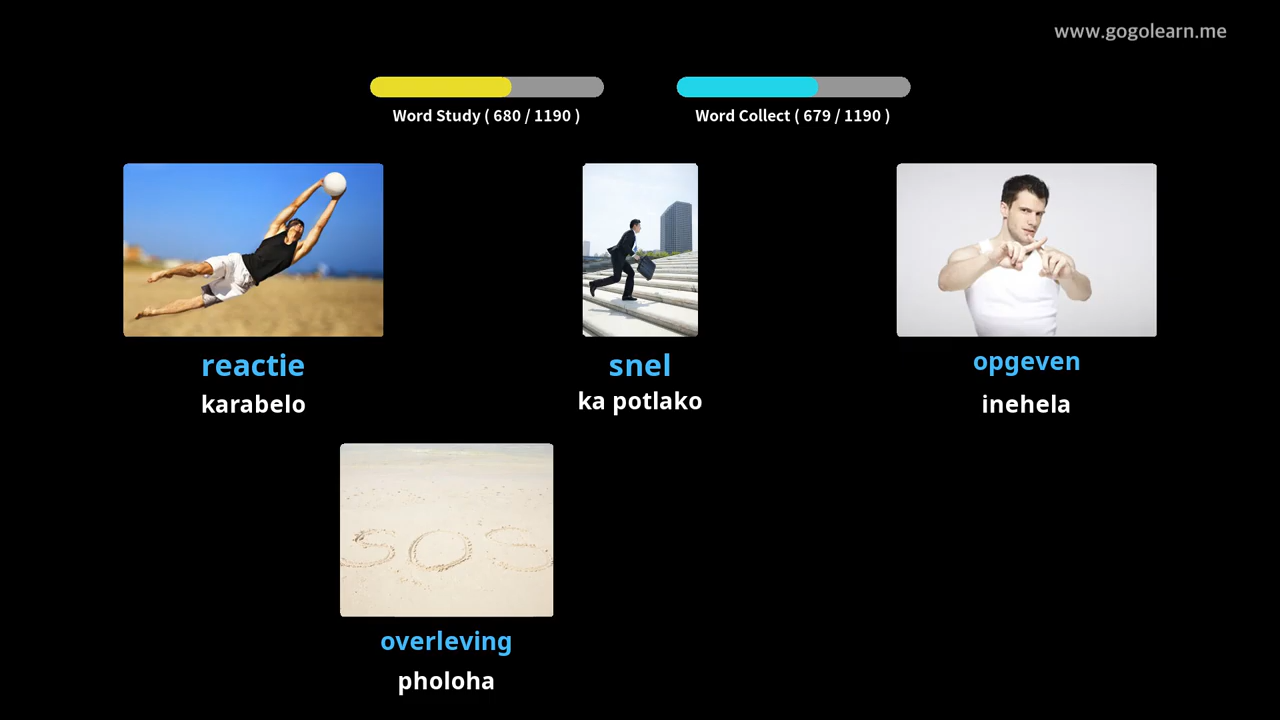 www.gogolearn.me
Word Study ( 680 / 1190 )
Word Collect ( 679 / 1190 )
reactie
karabelo
snel
ka potlako
opgeven
inehela
SOS
overleving
pholoha